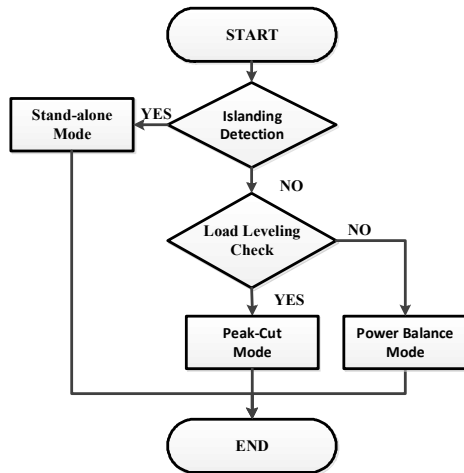 START
Islanding
Detection
YES
Stand-alone
Mode
NO
Load Leveling
Check
NO
YES
Peak-Cut
Mode
Power Balance
Mode
END